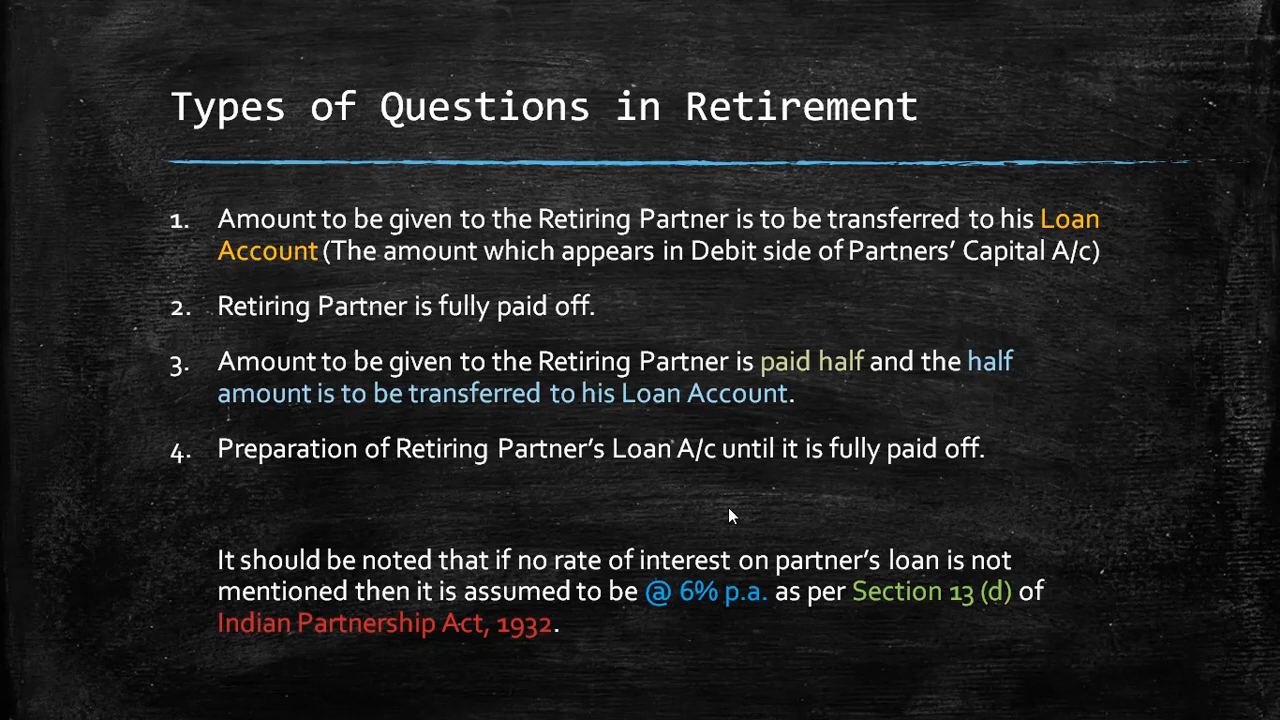 Types of Questions in Retirement
1. Amount to be given to the Retiring Partner is to be transferred to his Loan
Account (The amount which appears in Debit side of Partners’ Capital A/c)
2. Retiring Partner is fully paid off.
3. Amount to be given to the Retiring Partner is paid half and the half
amount is to be transferred to his Loan Account.
4. Preparation of Retiring Partner’s Loan A/c until it is fully paid off.
It should be noted that if no rate of interest on partner’s loan is not
mentioned then it is assumed to be @ 6% p.a. as per Section 13 (d) of
Indian Partnership Act, 1932.